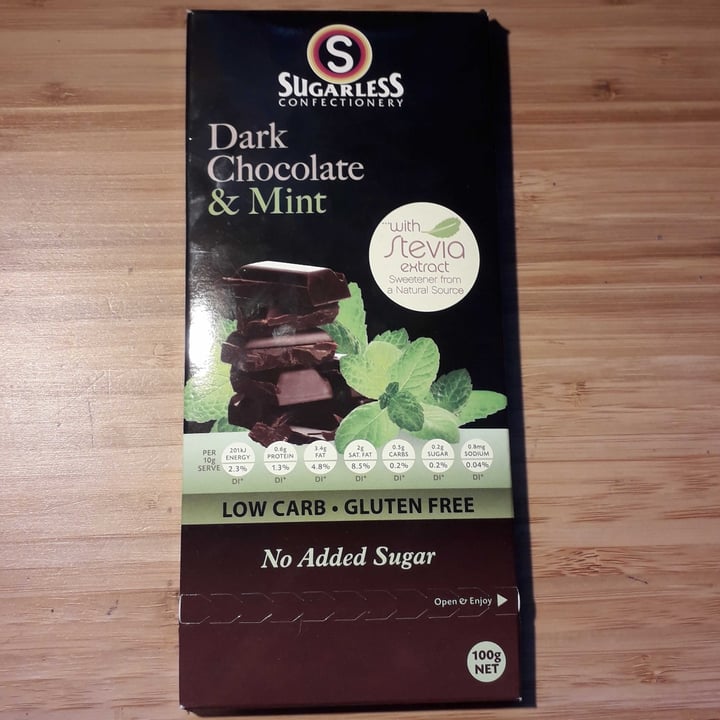 S
SUGARLESS
CONFECTIONERY
Dark
Chocolate
& Mint
...with
Stevia
extract
Sweetener from
a Natural Source
PER 10g SERVE
201kJ ENERGY 2.3% DI*
0.6g PROTEIN 1.3% DI*
3.4g FAT 4.8% DI*
2g SAT. FAT 8.5% DI*
0.5g CARBS 0.2% DI*
0.2g SUGAR 0.2% DI*
0.8mg SODIUM 0.04% DI*
LOW CARB • GLUTEN FREE
No Added Sugar
Open & Enjoy
100g
NET